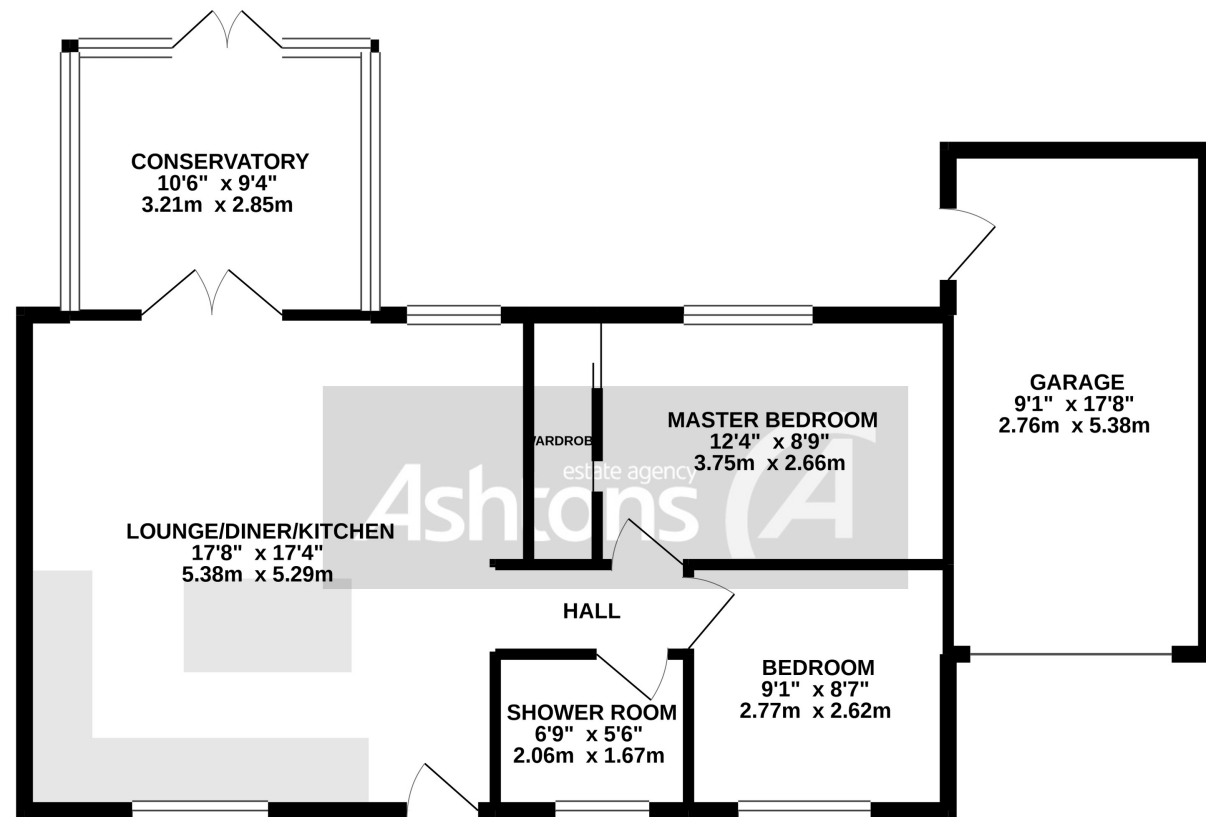 CONSERVATORY
10'6" x 9'4"
3.21m x 2.85m
GARAGE
9'1" x 17'8"
2.76m x 5.38m
MASTER BEDROOM
12'4" x 8'9"
3.75m x 2.66m
WARDROBE
estate agency
Ashtons
A
LOUNGE/DINER/KITCHEN
17'8" x 17'4"
5.38m x 5.29m
HALL
BEDROOM
9'1" x 8'7"
2.77m x 2.62m
SHOWER ROOM
6'9" x 5'6"
2.06m x 1.67m